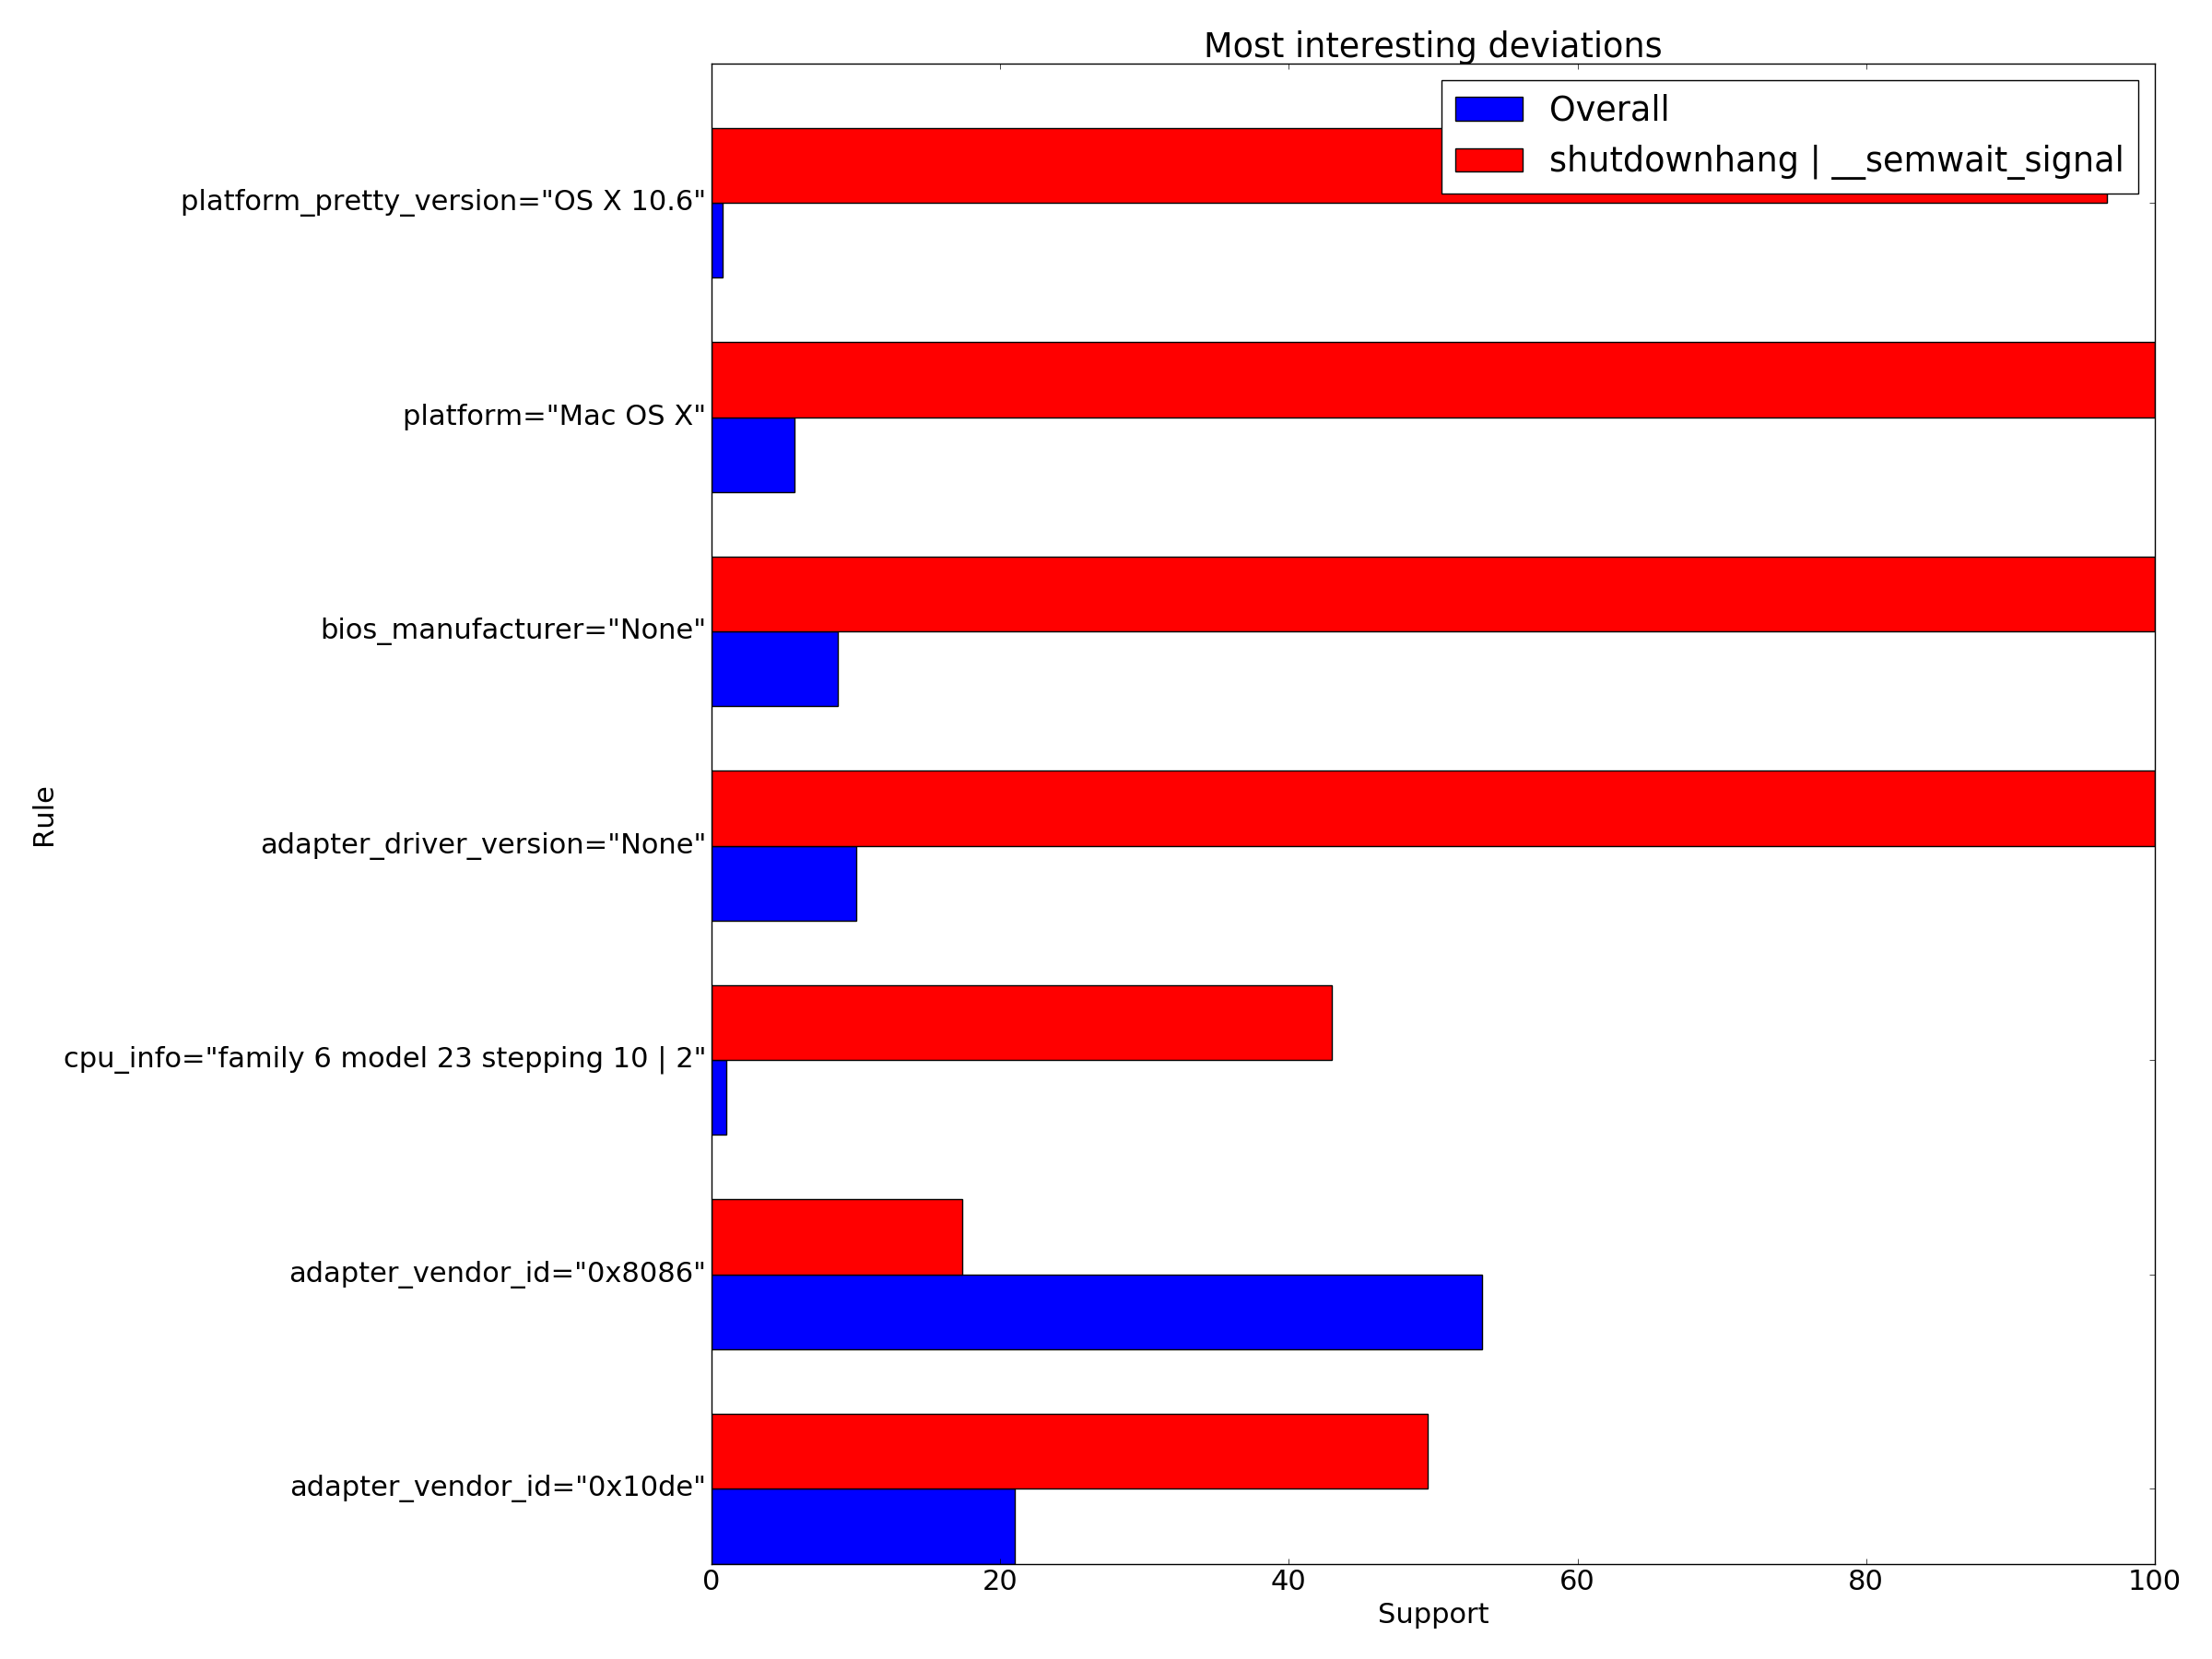 Most interesting deviations
Overall
shutdownhang | __semwait_signal
platform_pretty_version="OS X 10.6"
platform="Mac OS X"
bios_manufacturer="None"
adapter_driver_version="None"
cpu_info="family 6 model 23 stepping 10 | 2"
adapter_vendor_id="0x8086"
adapter_vendor_id="0x10de"
Rule
0 20 40 60 80 100
Support